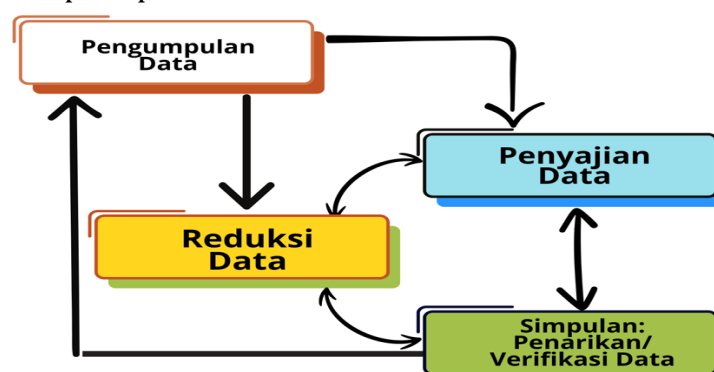 Pengumpulan
Data
Penyajian
Data
Reduksi
Data
Simpulan:
Penarikan/
Verifikasi Data